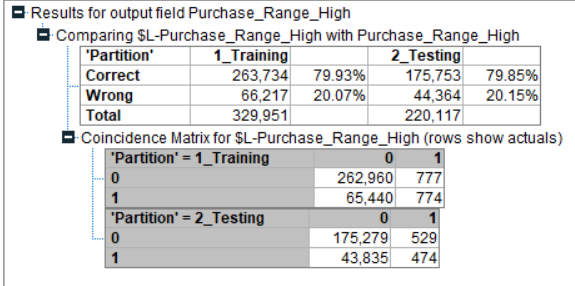 Results for output field Purchase_Range_High
Comparing $L-Purchase_Range_High with Purchase_Range_High
'Partition' 1_Training 2_Testing
Correct 263,734 79.93% 175,753 79.85%
Wrong 66,217 20.07% 44,364 20.15%
Total 329,951 220,117
Coincidence Matrix for $L-Purchase_Range_High (rows show actuals)
'Partition' = 1_Training 0 1
0 262,960 777
1 65,440 774
'Partition' = 2_Testing 0 1
0 175,279 529
1 43,835 474